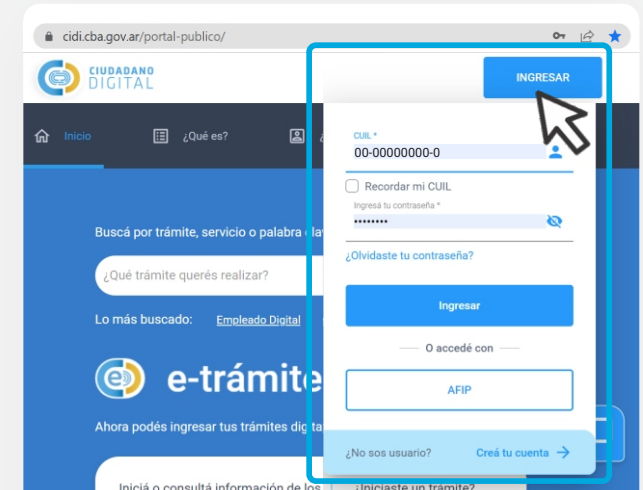 cidi.cba.gov.ar/portal-publico/
CIUDADANO
DIGITAL
INGRESAR
Inicio
¿Qué es?
CUIL *
00-00000000-0
Recordar mi CUIL
Ingresá tu contraseña *
••••••••
¿Olvidaste tu contraseña?
Ingresar
O accedé con
AFIP
¿No sos usuario? Creá tu cuenta →
Buscá por trámite, servicio o palabra
¿Qué trámite querés realizar?
Lo más buscado: Empleado Digital
e-trámite
Ahora podés ingresar tus trámites
Iniciá o consultá información de los
¿Iniciaste un trámite?